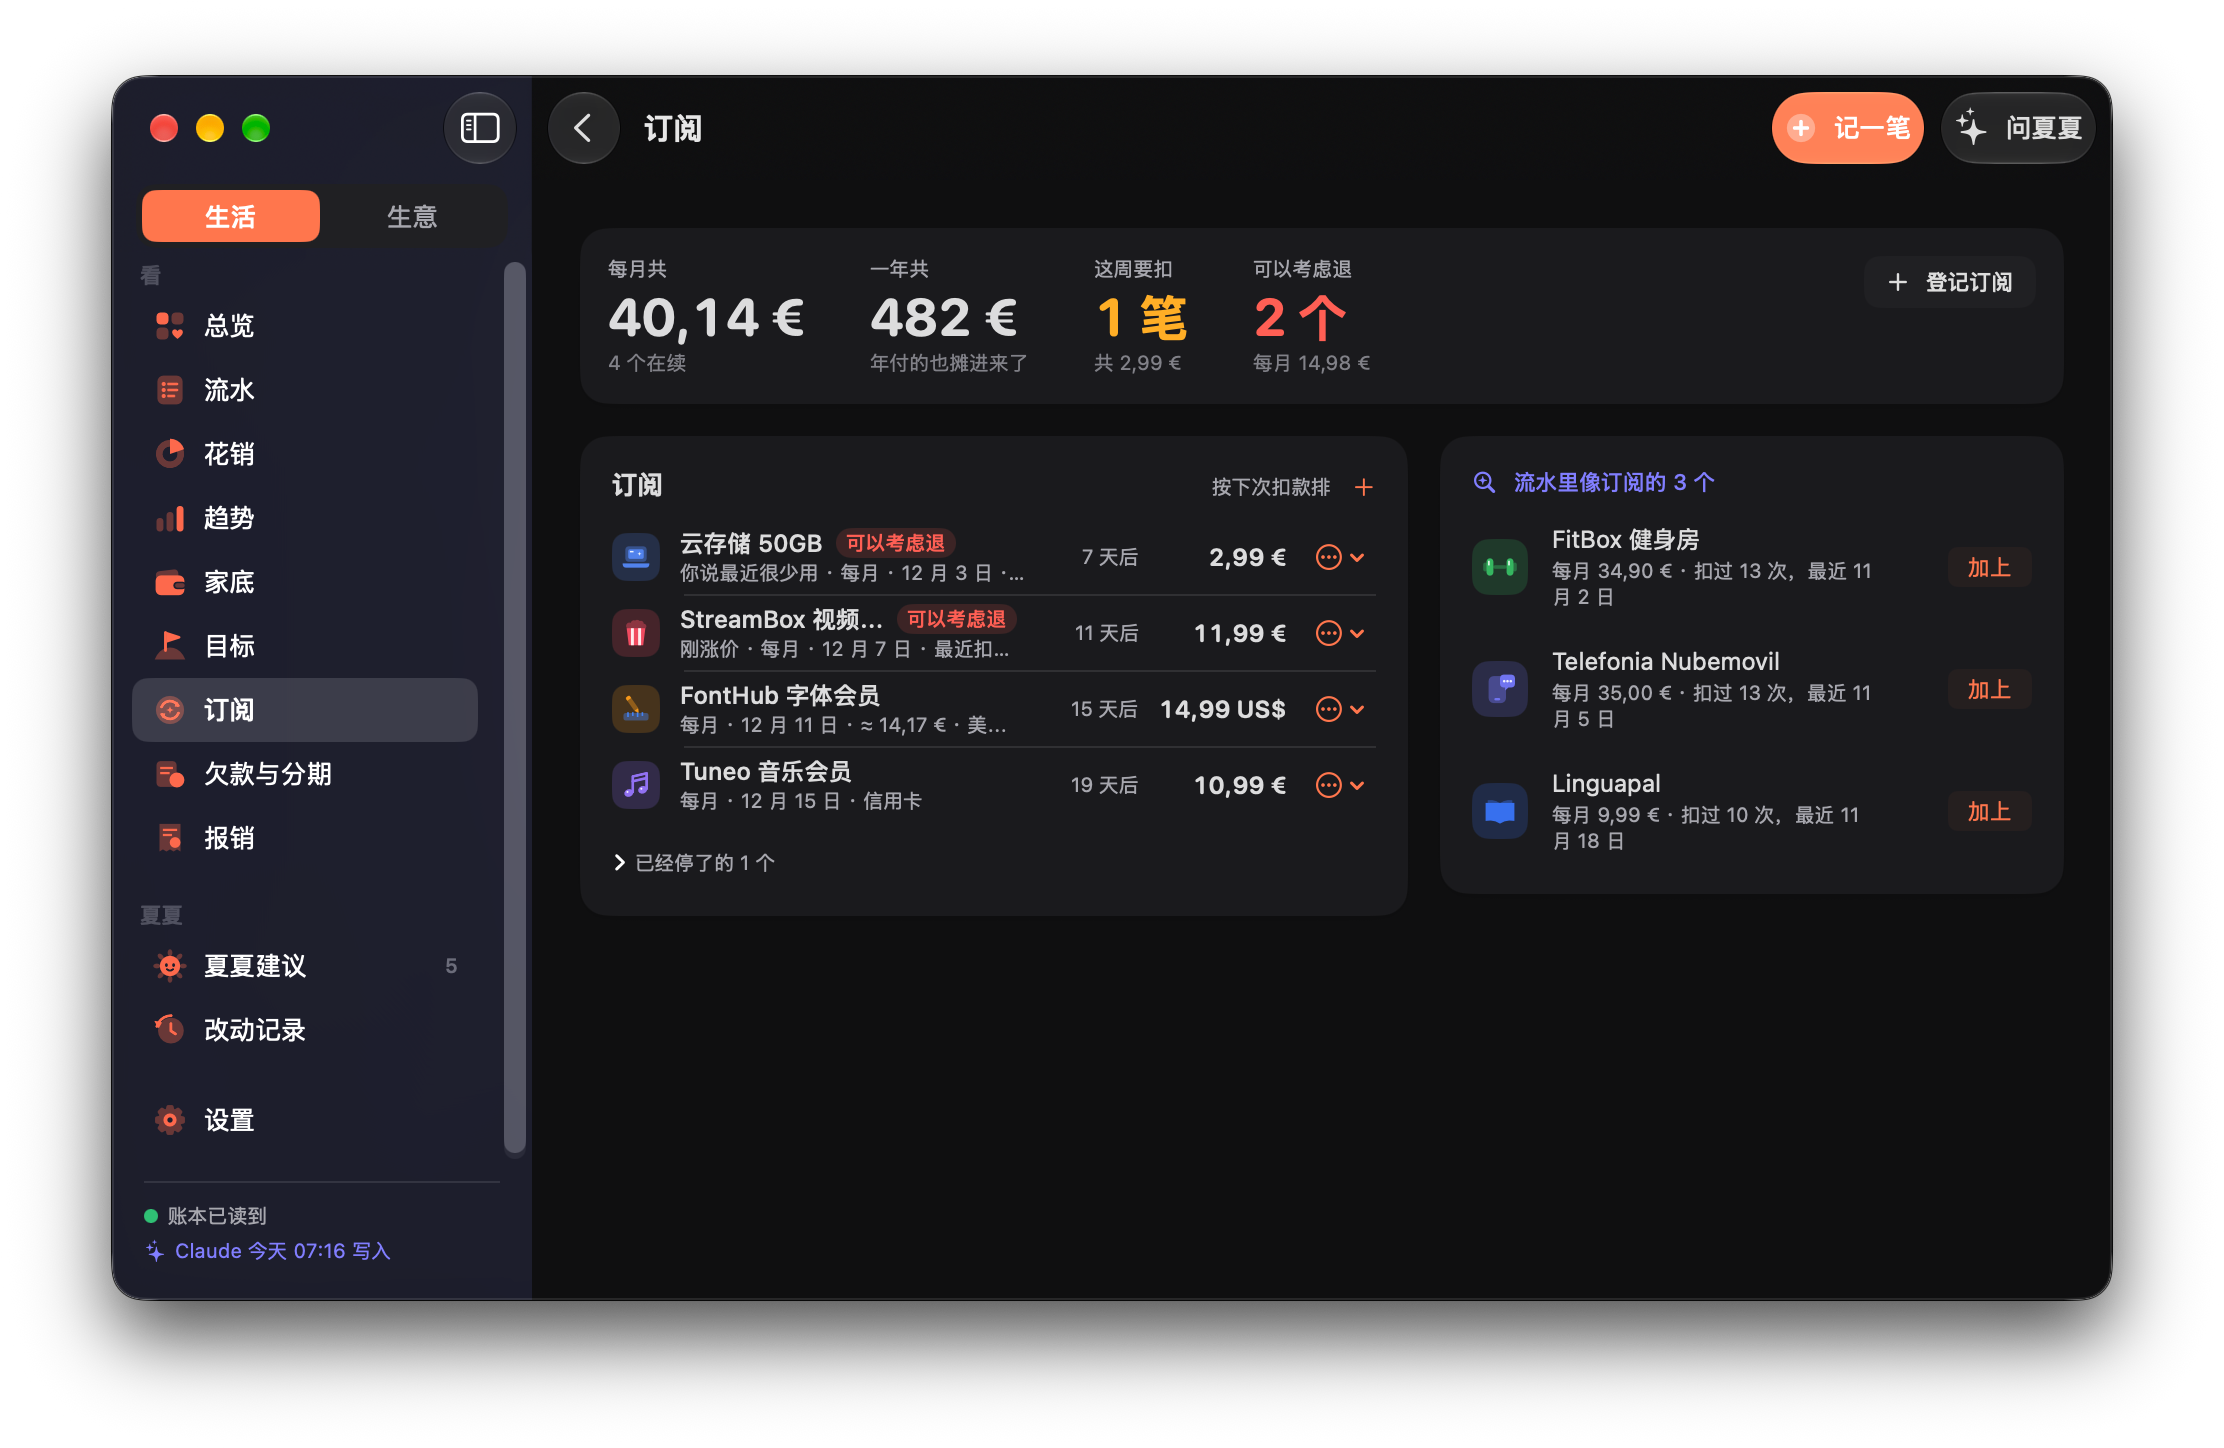 订阅
记一笔
问夏夏
生活
生意
看
总览
流水
花销
趋势
家底
目标
订阅
欠款与分期
报销
夏夏
夏夏建议
5
改动记录
设置
账本已读到
Claude 今天 07:16 写入
每月共
40,14 €
4 个在续
一年共
482 €
年付的也摊进来了
这周要扣
1 笔
共 2,99 €
可以考虑退
2 个
每月 14,98 €
登记订阅
订阅
按下次扣款排
云存储 50GB
可以考虑退
你说最近很少用 · 每月 · 12 月 3 日 ·…
7 天后
2,99 €
StreamBox 视频…
可以考虑退
刚涨价 · 每月 · 12 月 7 日 · 最近扣…
11 天后
11,99 €
FontHub 字体会员
每月 · 12 月 11 日 · ≈ 14,17 € · 美…
15 天后
14,99 US$
Tuneo 音乐会员
每月 · 12 月 15 日 · 信用卡
19 天后
10,99 €
已经停了的 1 个
流水里像订阅的 3 个
FitBox 健身房
每月 34,90 € · 扣过 13 次，最近 11
月 2 日
加上
Telefonia Nubemovil
每月 35,00 € · 扣过 13 次，最近 11
月 5 日
加上
Linguapal
每月 9,99 € · 扣过 10 次，最近 11
月 18 日
加上